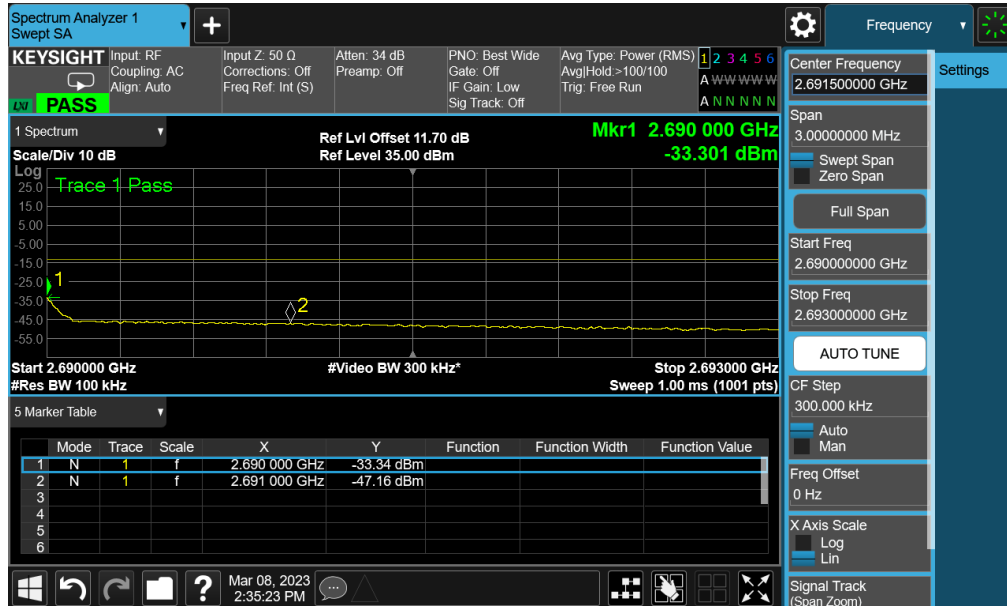 Spectrum Analyzer 1
Swept SA
Frequency
KEYSIGHT
LXI PASS
Input: RF
Coupling: AC
Align: Auto
Input Z: 50 Ω
Corrections: Off
Freq Ref: Int (S)
Atten: 34 dB
Preamp: Off
PNO: Best Wide
Gate: Off
IF Gain: Low
Sig Track: Off
Avg Type: Power (RMS)
Avg|Hold:>100/100
Trig: Free Run
1 2 3 4 5 6
A W W W W W
A N N N N N
1 Spectrum
Scale/Div 10 dB
Ref Lvl Offset 11.70 dB
Ref Level 35.00 dBm
Mkr1 2.690 000 GHz
-33.301 dBm
Log
Trace 1 Pass
25.0
15.0
5.00
-5.00
-15.0
-25.0
-35.0
-45.0
-55.0
1
2
Start 2.690000 GHz
#Video BW 300 kHz*
Stop 2.693000 GHz
#Res BW 100 kHz
Sweep 1.00 ms (1001 pts)
5 Marker Table
Mode Trace Scale X Y Function Function Width Function Value
1 N 1 f 2.690 000 GHz -33.34 dBm
2 N 1 f 2.691 000 GHz -47.16 dBm
3
4
5
6
Mar 08, 2023
2:35:23 PM
Center Frequency
2.691500000 GHz
Settings
Span
3.00000000 MHz
Swept Span
Zero Span
Full Span
Start Freq
2.690000000 GHz
Stop Freq
2.693000000 GHz
AUTO TUNE
CF Step
300.000 kHz
Auto
Man
Freq Offset
0 Hz
X Axis Scale
Log
Lin
Signal Track
(Span Zoom)